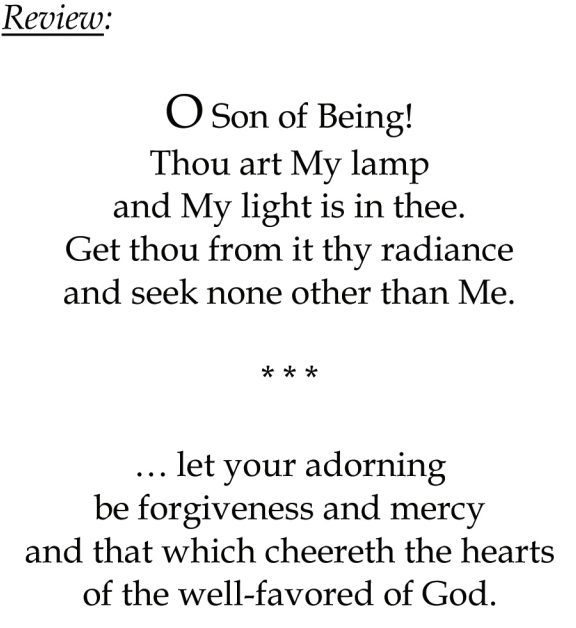 Review:
O Son of Being!
Thou art My lamp
and My light is in thee.
Get thou from it thy radiance
and seek none other than Me.
* * *
… let your adorning
be forgiveness and mercy
and that which cheereth the hearts
of the well-favored of God.